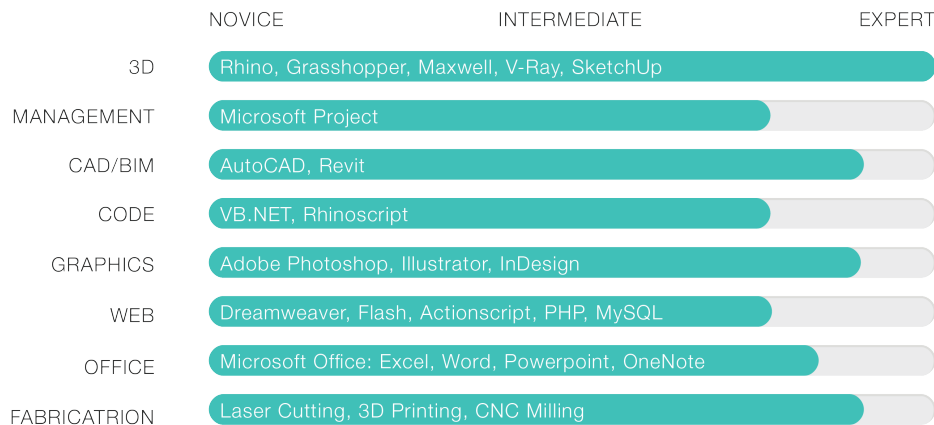 NOVICE INTERMEDIATE EXPERT
3D Rhino, Grasshopper, Maxwell, V-Ray, SketchUp
MANAGEMENT Microsoft Project
CAD/BIM AutoCAD, Revit
CODE VB.NET, Rhinoscript
GRAPHICS Adobe Photoshop, Illustrator, InDesign
WEB Dreamweaver, Flash, Actionscript, PHP, MySQL
OFFICE Microsoft Office: Excel, Word, Powerpoint, OneNote
FABRICATRION Laser Cutting, 3D Printing, CNC Milling